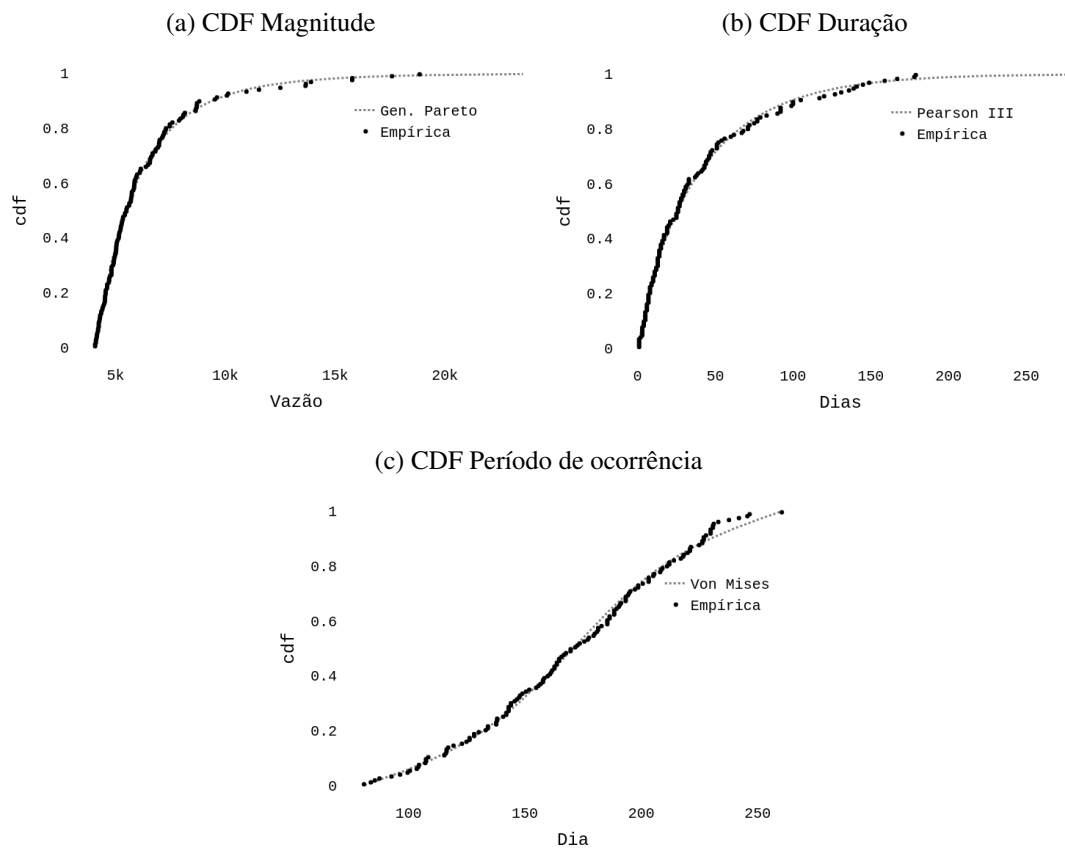 (a) CDF Magnitude
1
0.8
0.6
0.4
0.2
0
cdf
5k 10k 15k 20k
Vazão
Gen. Pareto
Empírica
(b) CDF Duração
1
0.8
0.6
0.4
0.2
0
cdf
0 50 100 150 200 250
Dias
Pearson III
Empírica
(c) CDF Período de ocorrência
1
0.8
0.6
0.4
0.2
0
cdf
100 150 200 250
Dia
Von Mises
Empírica